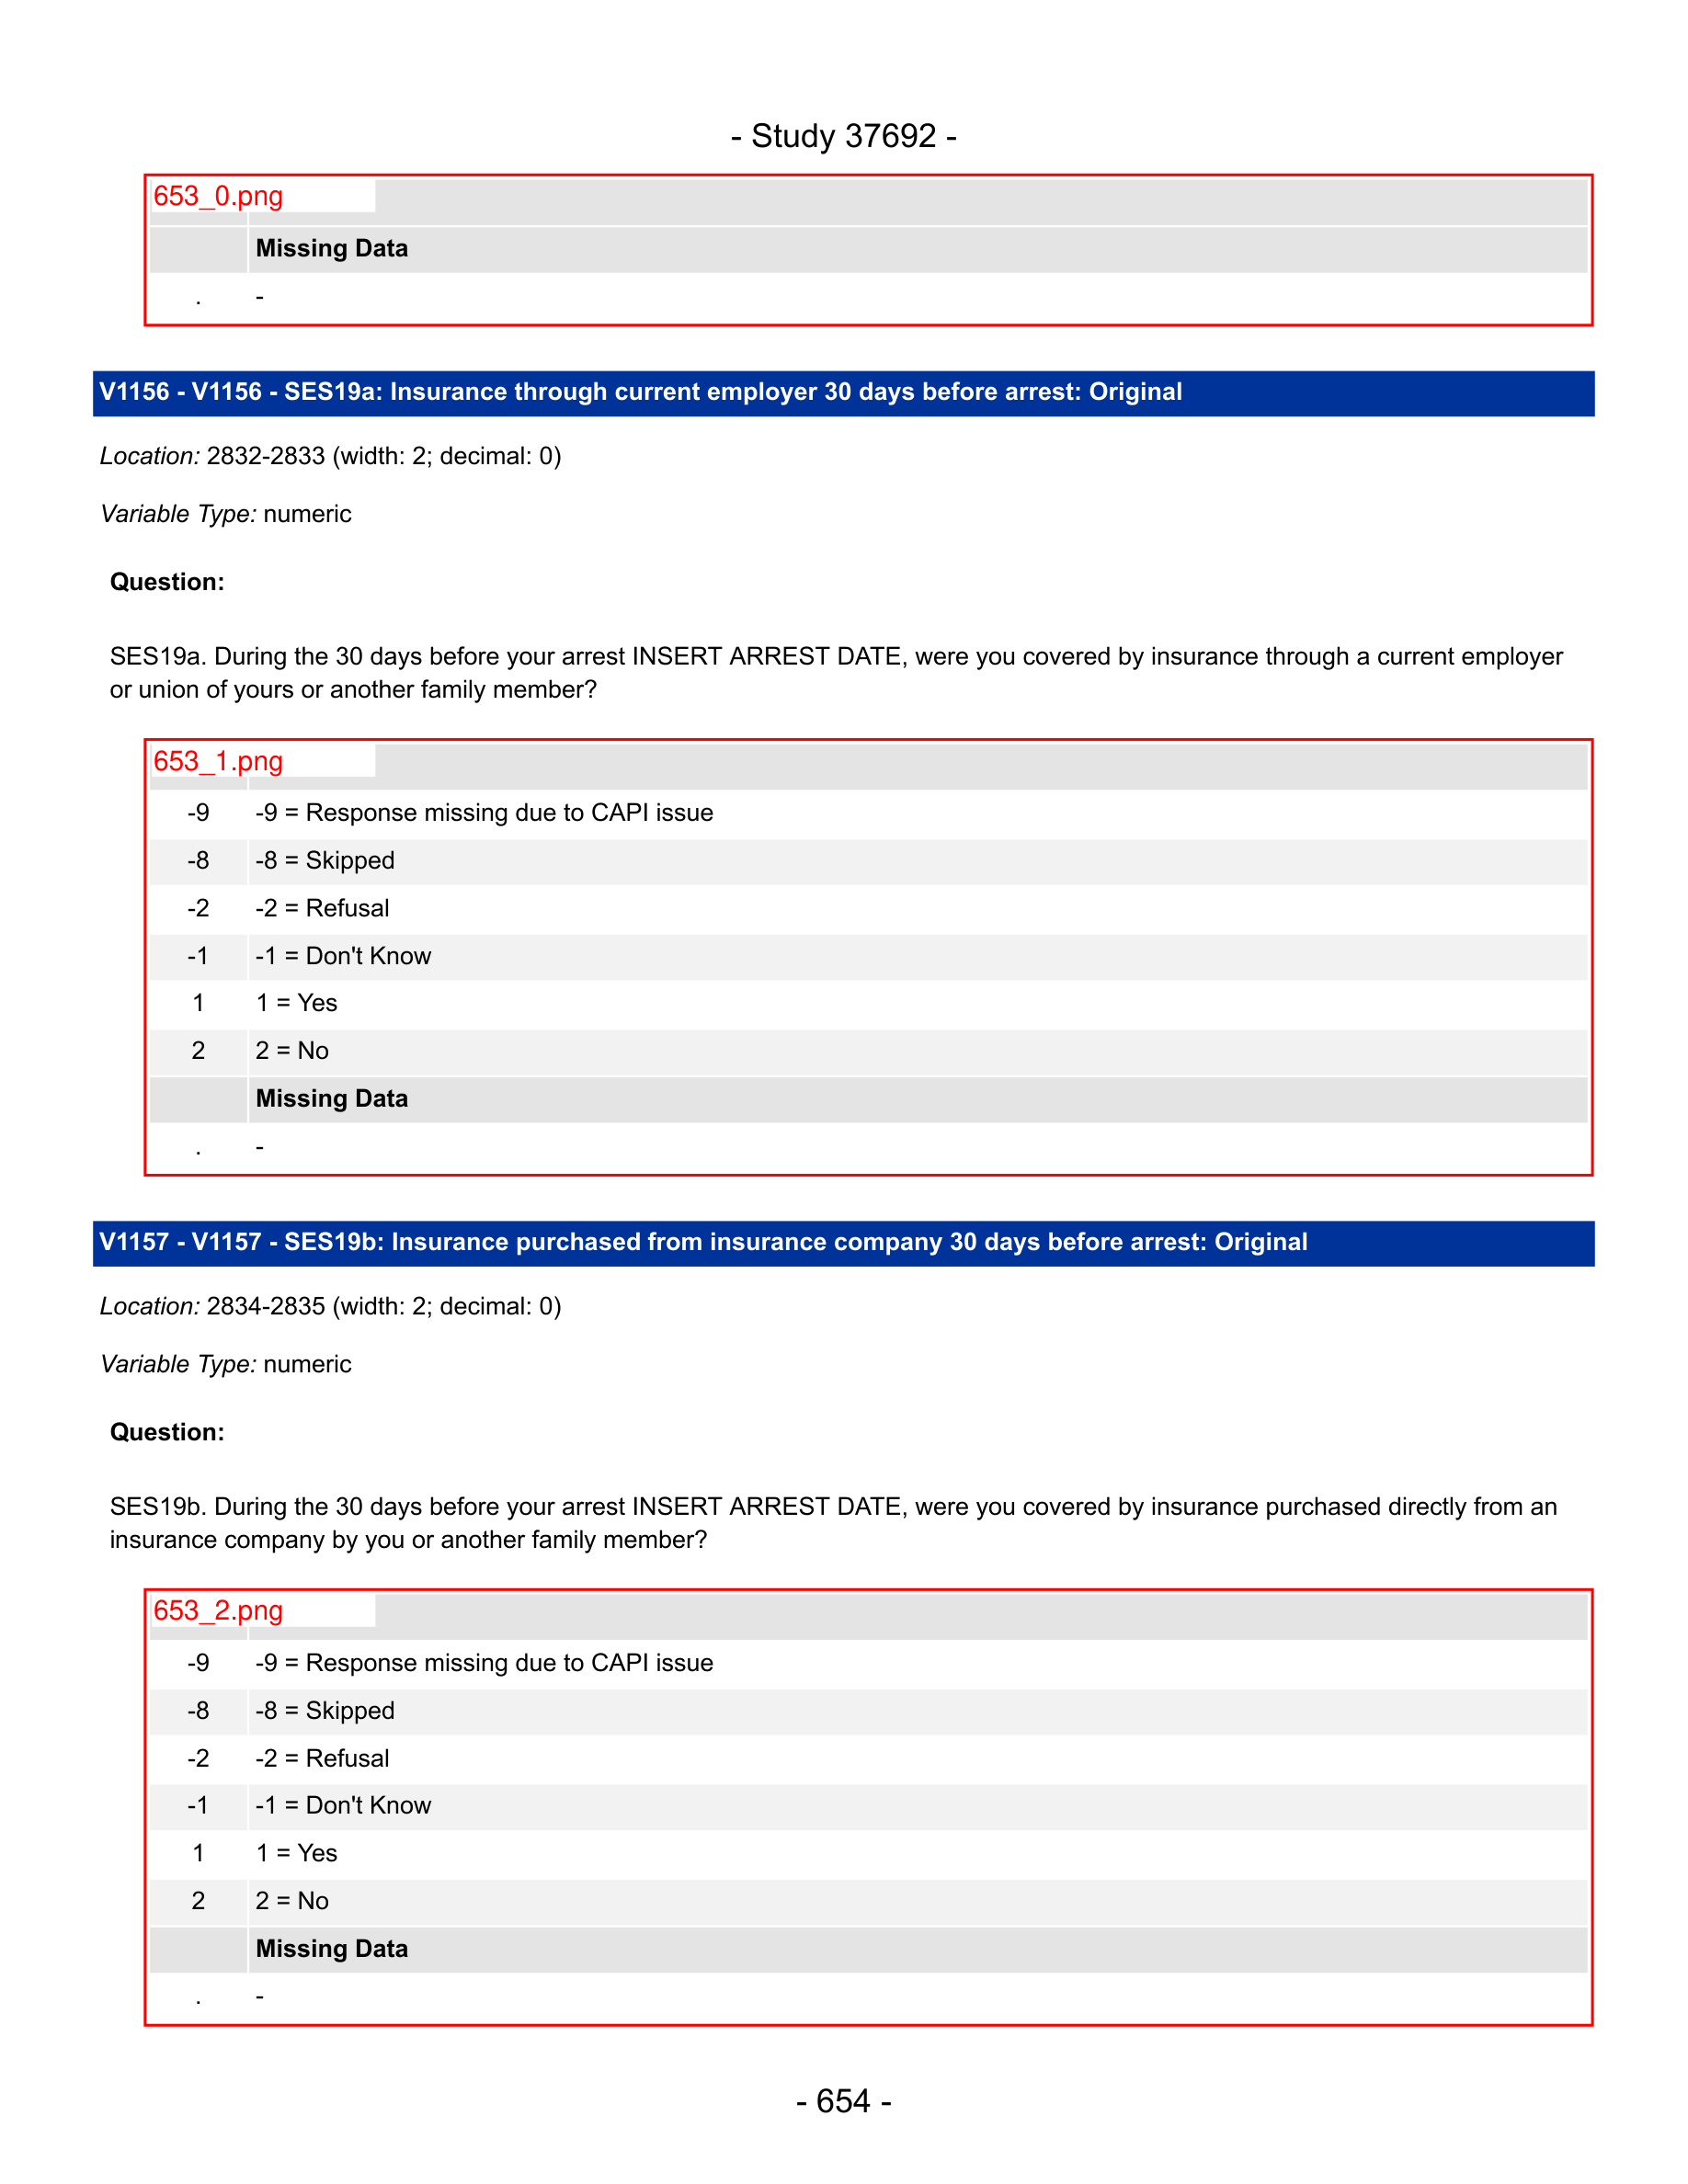 - Study 37692 -
653_0.png
Missing Data
. -
V1156 - V1156 - SES19a: Insurance through current employer 30 days before arrest: Original
Location: 2832-2833 (width: 2; decimal: 0)
Variable Type: numeric
Question:
SES19a. During the 30 days before your arrest INSERT ARREST DATE, were you covered by insurance through a current employer
or union of yours or another family member?
653_1.png
-9 -9 = Response missing due to CAPI issue
-8 -8 = Skipped
-2 -2 = Refusal
-1 -1 = Don't Know
1 1 = Yes
2 2 = No
Missing Data
. -
V1157 - V1157 - SES19b: Insurance purchased from insurance company 30 days before arrest: Original
Location: 2834-2835 (width: 2; decimal: 0)
Variable Type: numeric
Question:
SES19b. During the 30 days before your arrest INSERT ARREST DATE, were you covered by insurance purchased directly from an
insurance company by you or another family member?
653_2.png
-9 -9 = Response missing due to CAPI issue
-8 -8 = Skipped
-2 -2 = Refusal
-1 -1 = Don't Know
1 1 = Yes
2 2 = No
Missing Data
. -
- 654 -